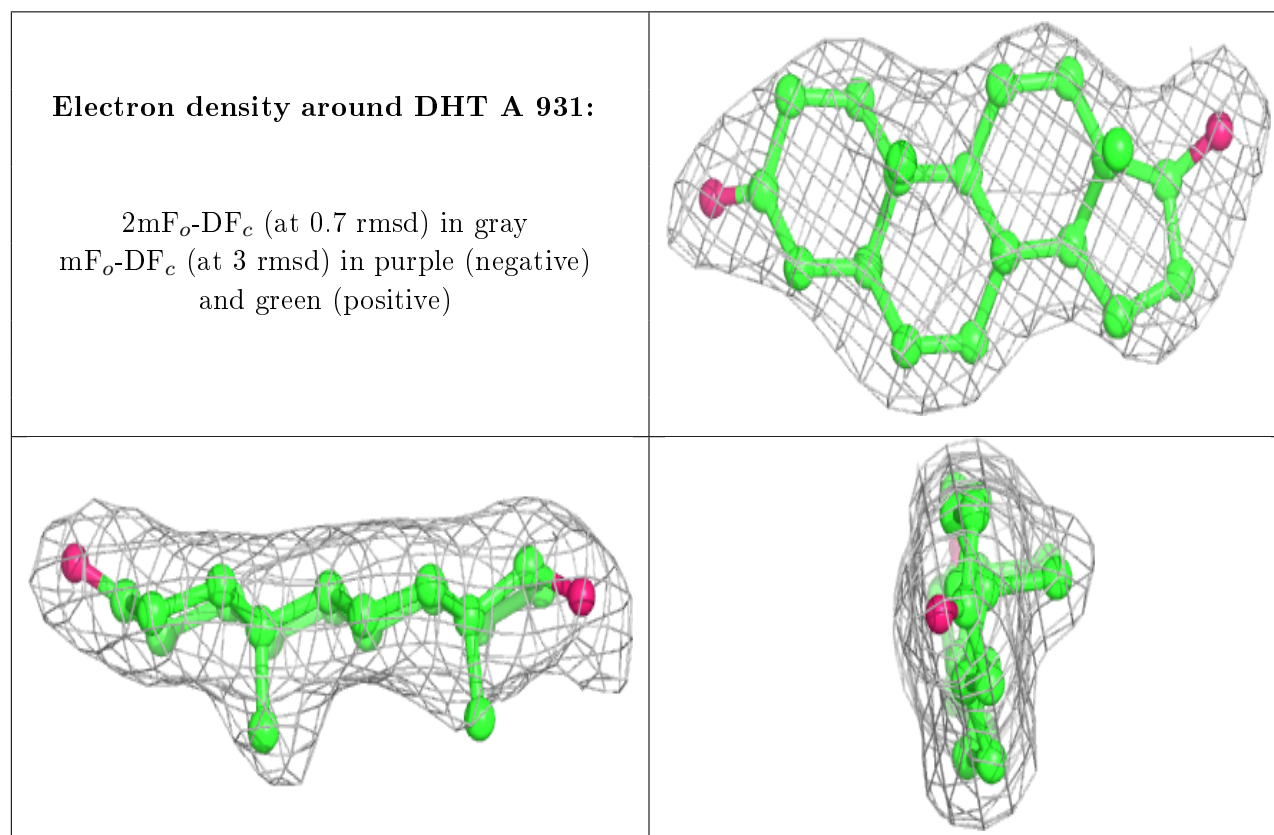 Electron density around DHT A 931:
2mFo-DFc (at 0.7 rmsd) in gray
mFo-DFc (at 3 rmsd) in purple (negative)
and green (positive)